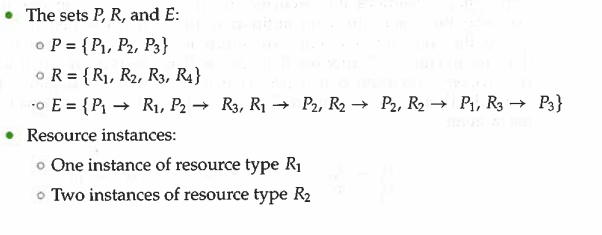 • The sets P, R, and E:
∘ P = {P₁, P₂, P₃}
∘ R = {R₁, R₂, R₃, R₄}
∘ E = {P₁ → R₁, P₂ → R₃, R₁ → P₂, R₂ → P₂, R₂ → P₁, R₃ → P₃}
• Resource instances:
∘ One instance of resource type R₁
∘ Two instances of resource type R₂